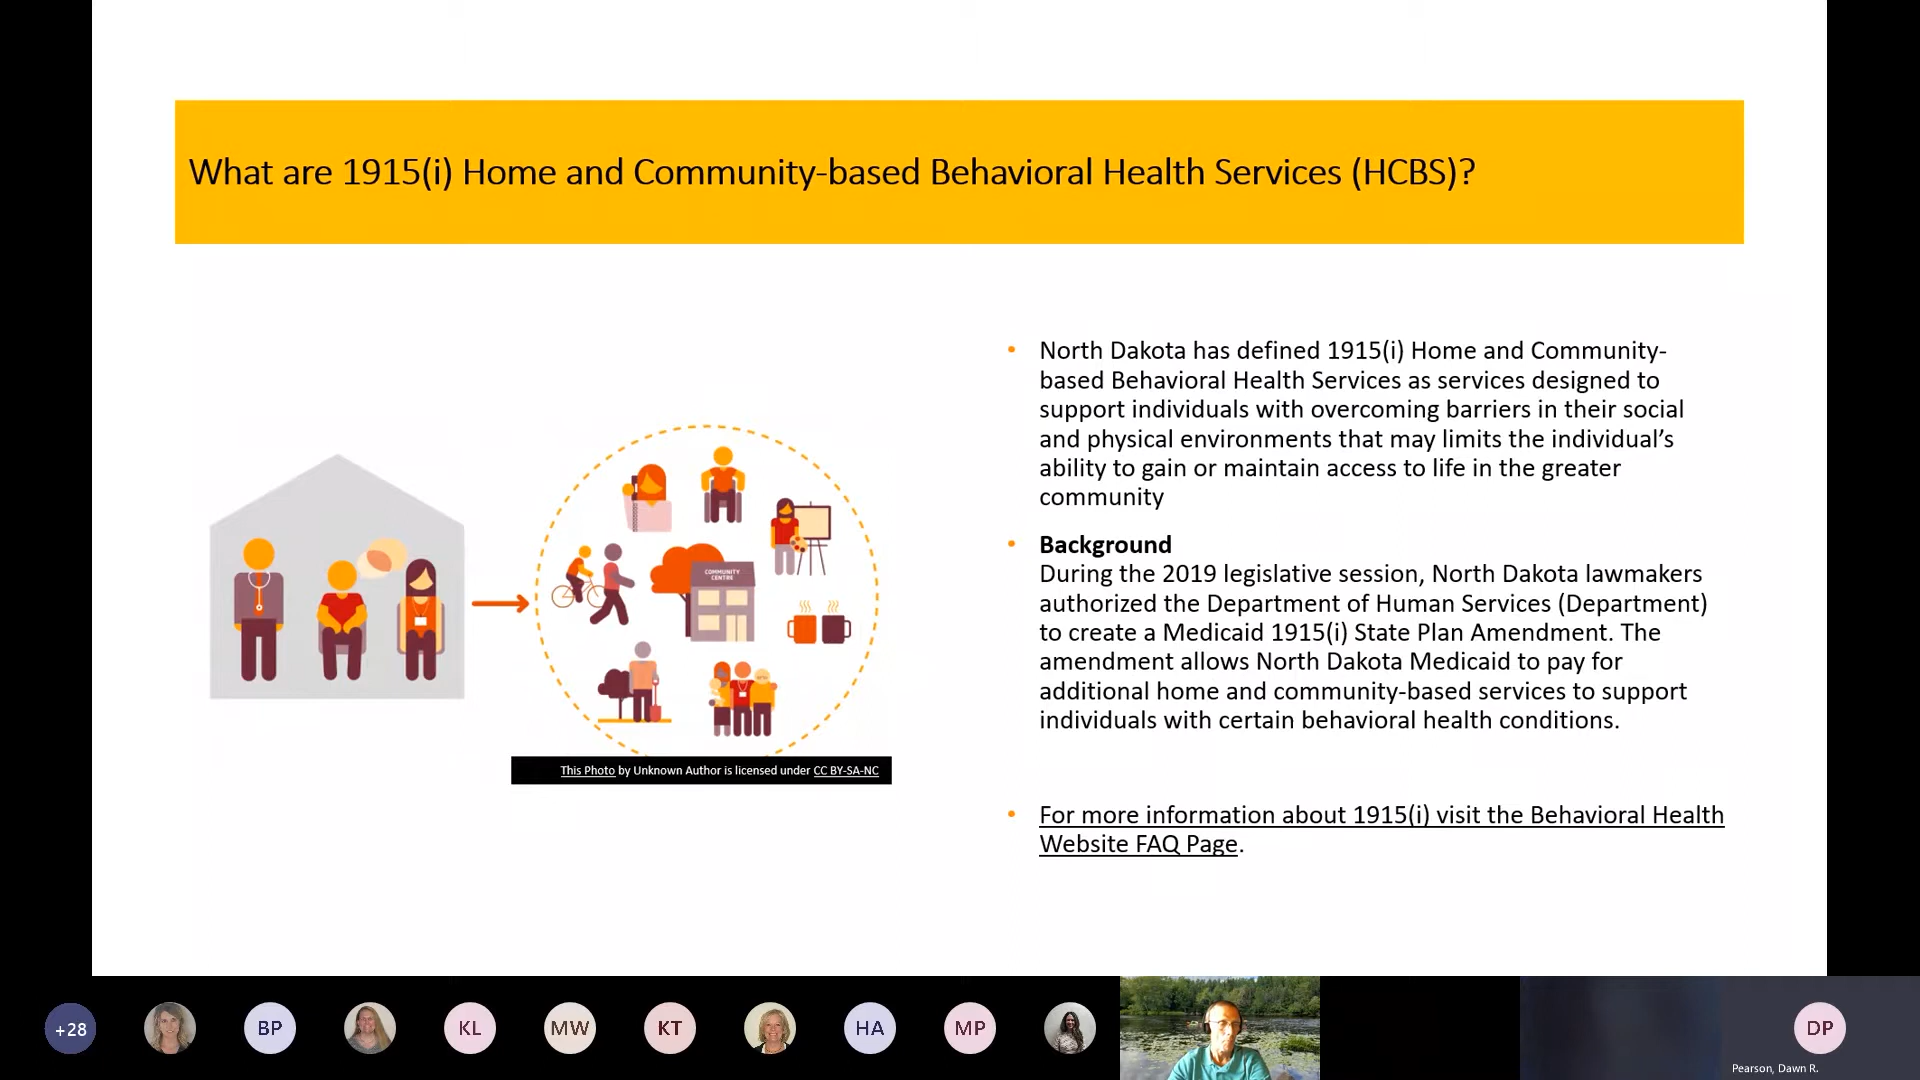 What are 1915(i) Home and Community-based Behavioral Health Services (HCBS)?
• North Dakota has defined 1915(i) Home and Community-
based Behavioral Health Services as services designed to
support individuals with overcoming barriers in their social
and physical environments that may limits the individual’s
ability to gain or maintain access to life in the greater
community
• Background
During the 2019 legislative session, North Dakota lawmakers
authorized the Department of Human Services (Department)
to create a Medicaid 1915(i) State Plan Amendment. The
amendment allows North Dakota Medicaid to pay for
additional home and community-based services to support
individuals with certain behavioral health conditions.
• For more information about 1915(i) visit the Behavioral Health
Website FAQ Page.
COMMUNITY
CENTRE
This Photo by Unknown Author is licensed under CC BY-SA-NC
+28
BP
KL
MW
KT
HA
MP
DP
Pearson, Dawn R.